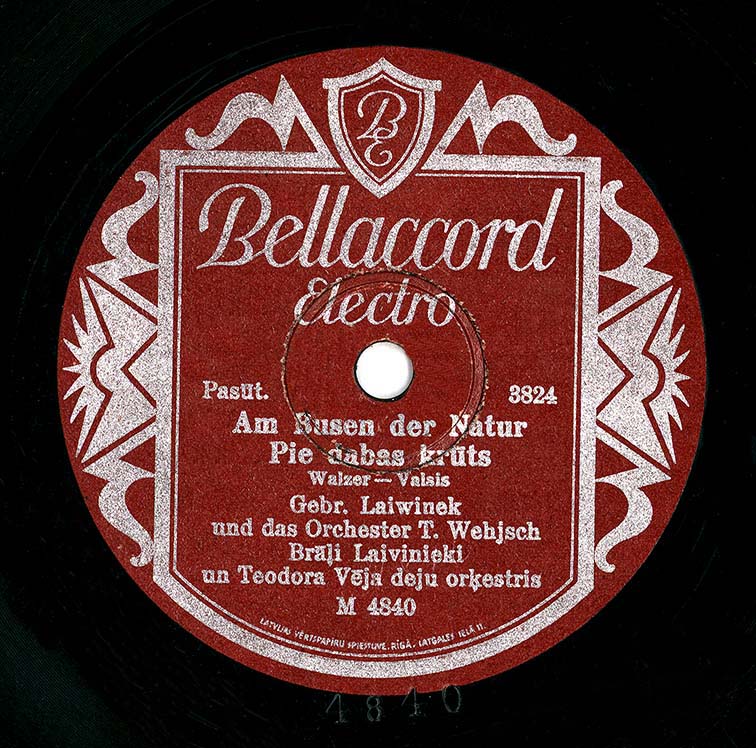 BE
Bellaccord
Electro
Pasūt. 3824
Am Busen der Natur
Pie dabas krūts
Walzer — Valsis
Gebr. Laiwinek
und das Orchester T. Wehjsch
Brāļi Laivinieki
un Teodora Vēja deju orķestris
M 4840
LATVIJAS VĒRTSPAPĪRU SPIESTUVE, RĪGĀ, LATGALES IELĀ 11.
4840